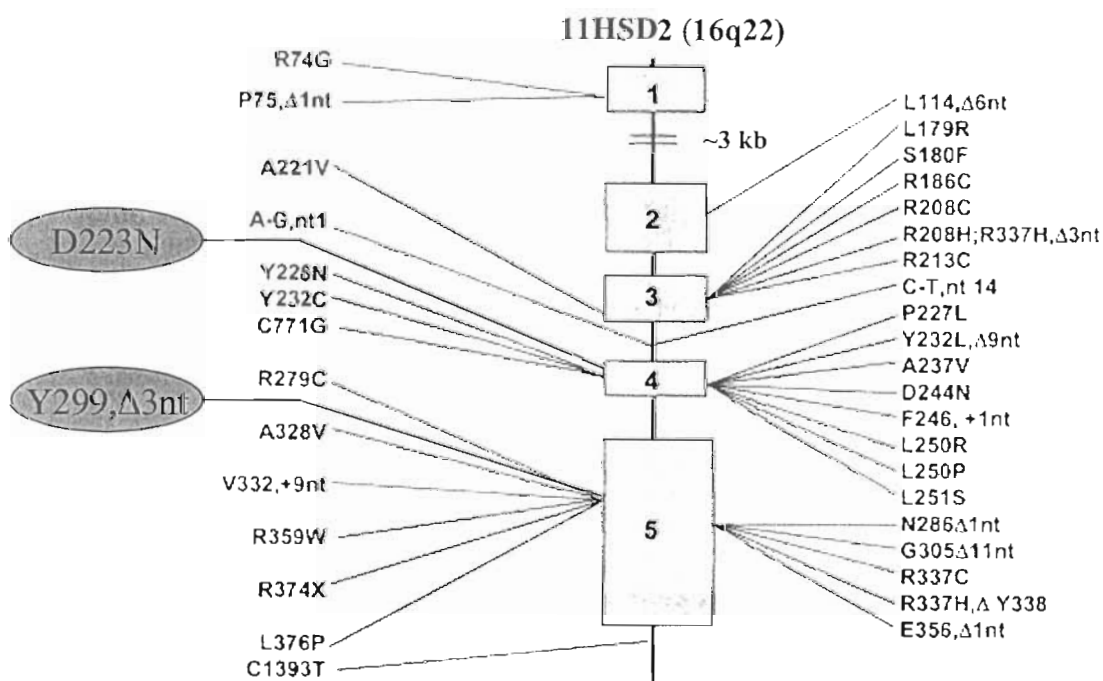 11HSD2 (16q22)
R74G
P75,Δ1nt
A221V
A-G,nt1
D223N
Y226N
Y232C
C771G
Y299,Δ3nt
R279C
A328V
V332,+9nt
R359W
R374X
L376P
C1393T
1
~3 kb
2
3
4
5
L114,Δ6nt
L179R
S180F
R186C
R208C
R208H;R337H,Δ3nt
R213C
C-T,nt 14
P227L
Y232L,Δ9nt
A237V
D244N
F246, +1nt
L250R
L250P
L251S
N286Δ1nt
G305Δ11nt
R337C
R337H,Δ Y338
E356,Δ1nt